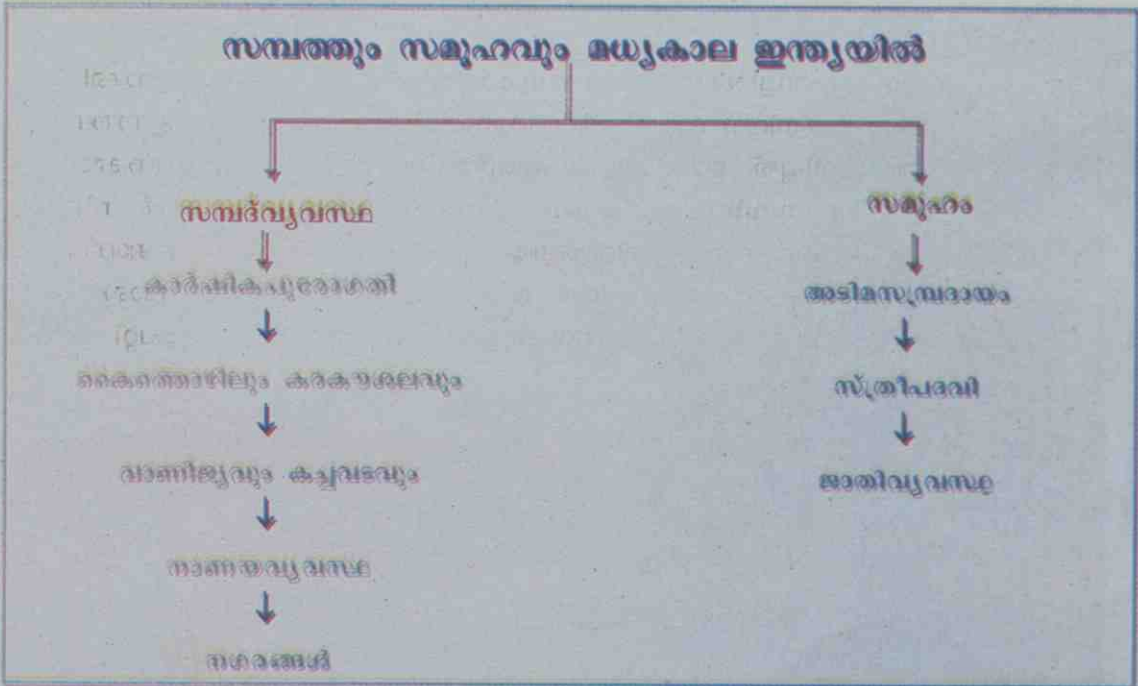 സമ്പത്തും സമൂഹവും മധ്യകാല ഇന്ത്യയിൽ
സമ്പദ്‌വ്യവസ്ഥ
കാർഷികപുരോഗതി
കൈത്തൊഴിലും കരകൗശലവും
വാണിജ്യവും കച്ചവടവും
നാണയവ്യവസ്ഥ
നഗരങ്ങൾ
സമൂഹം
അടിമസമ്പ്രദായം
സ്ത്രീപദവി
ജാതിവ്യവസ്ഥ